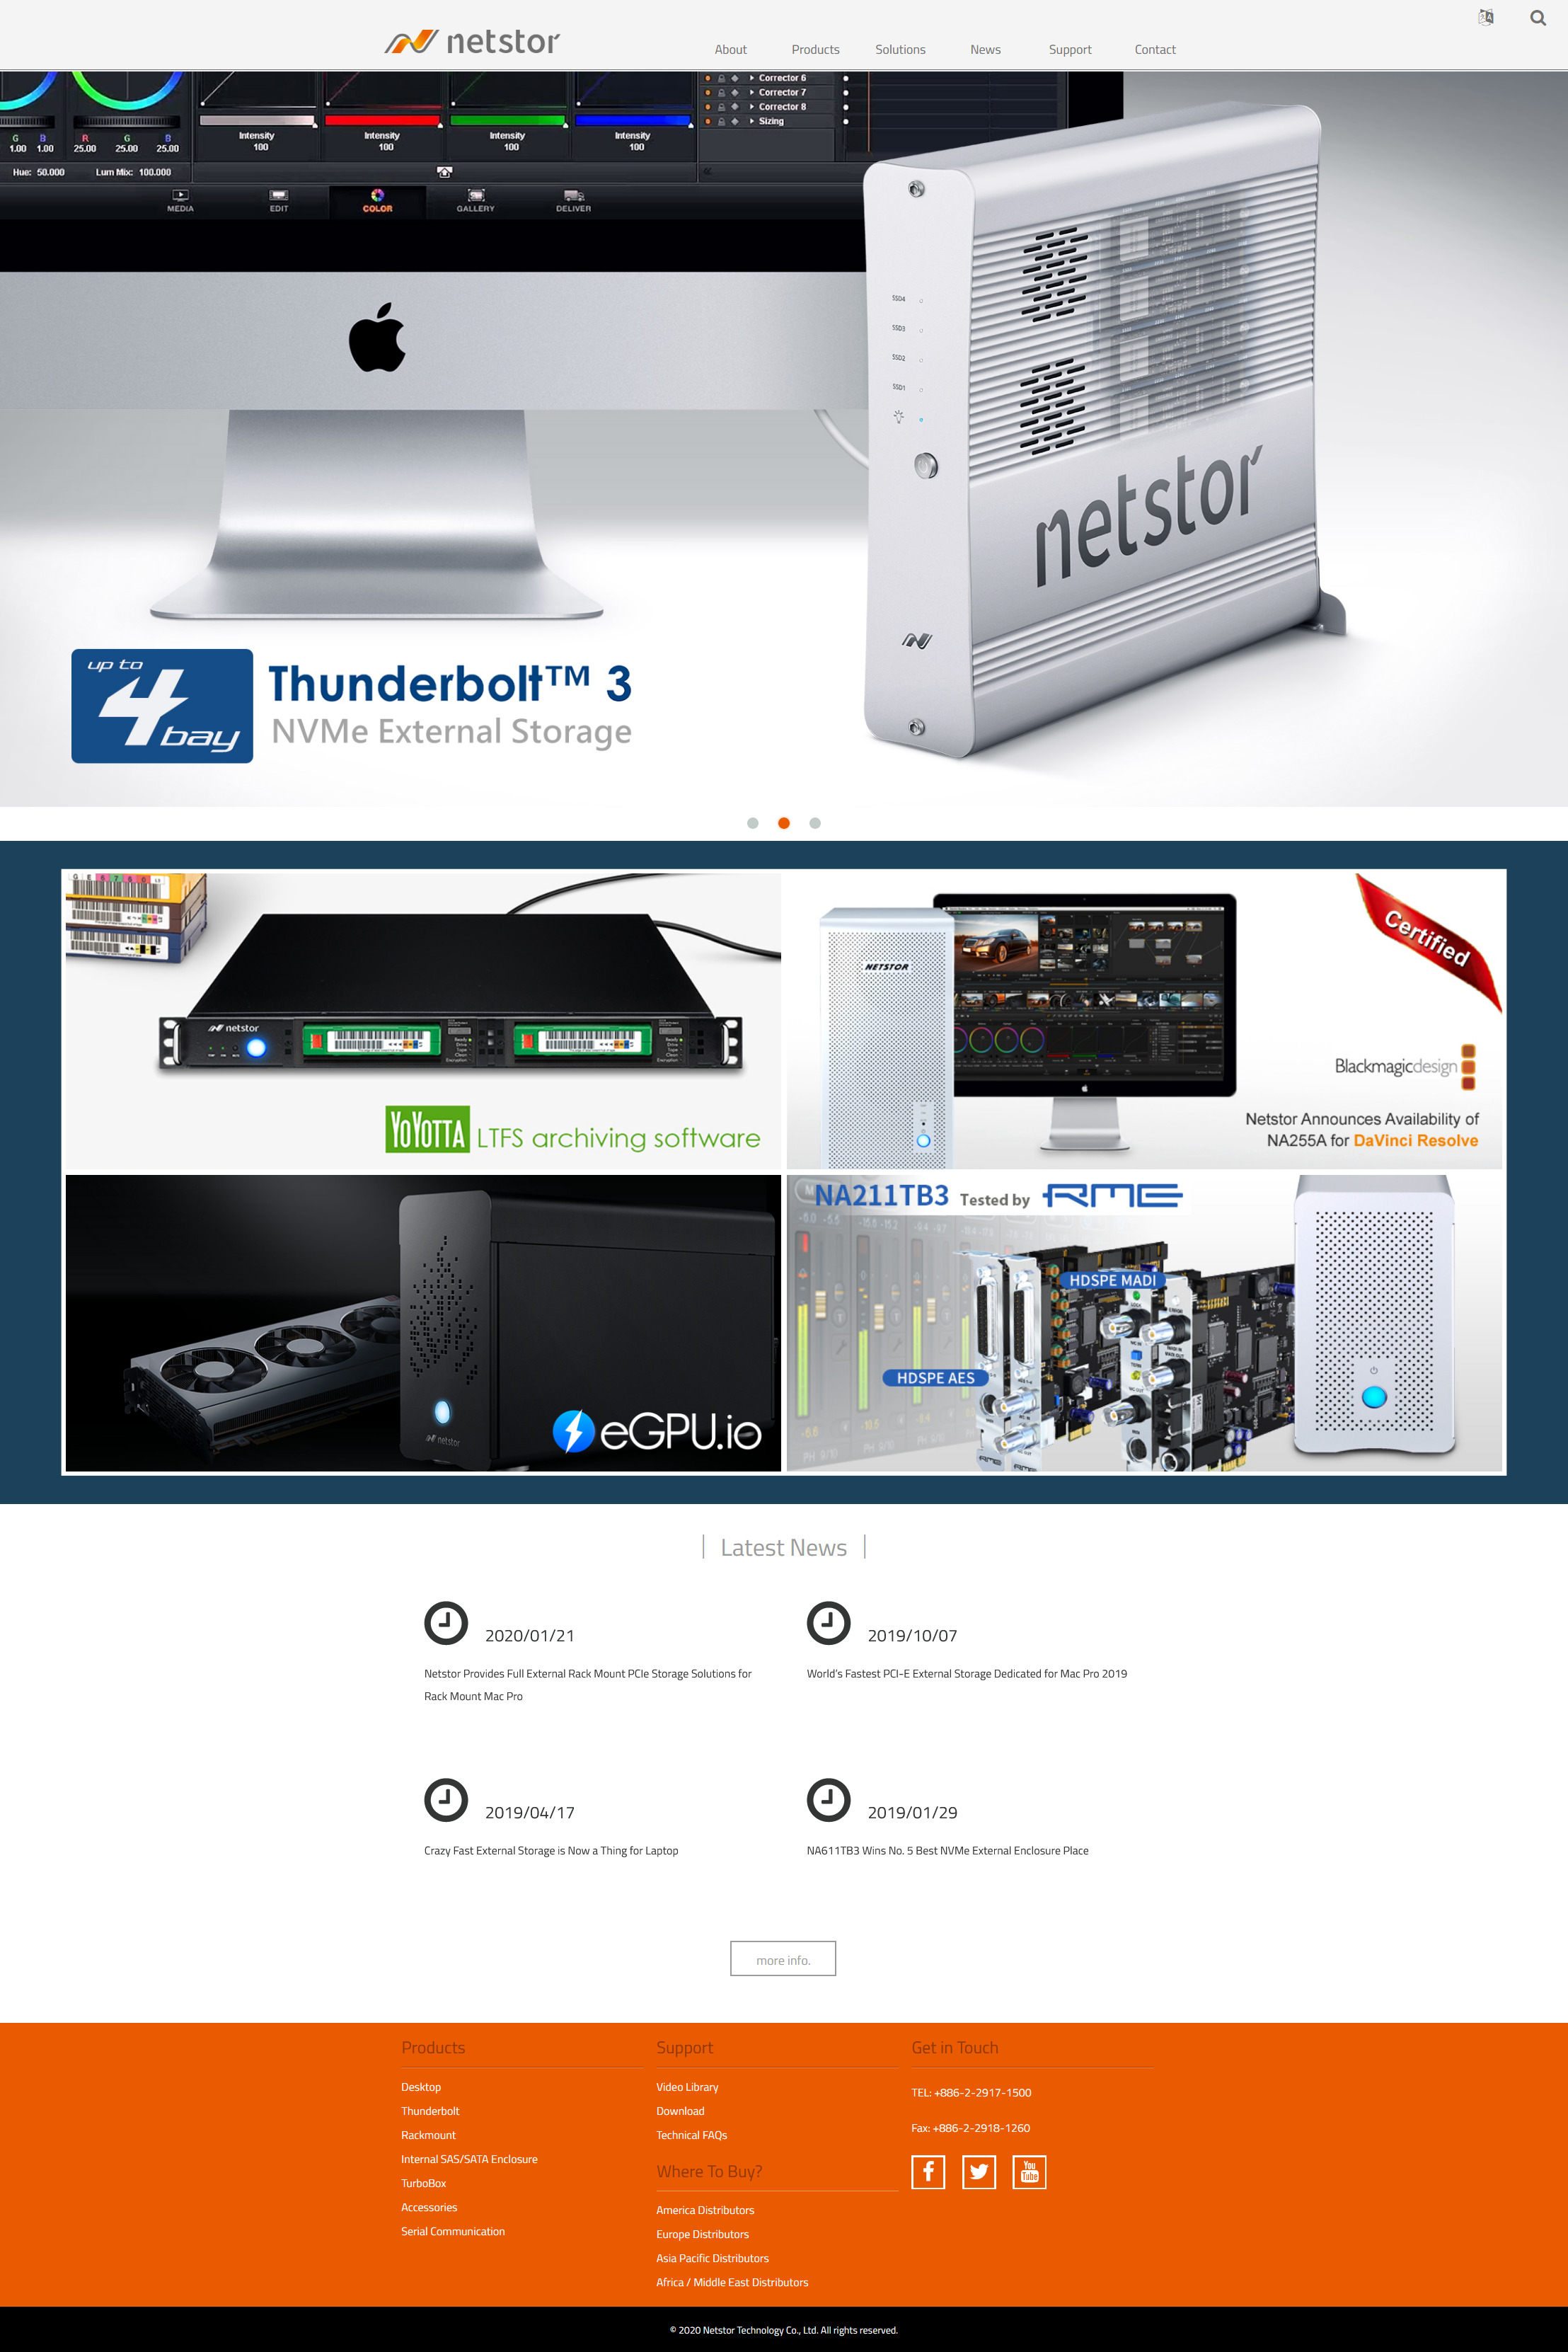 netstor
About
Products
Solutions
News
Support
Contact
Corrector 6
Corrector 7
Corrector 8
Sizing
Intensity
100
Intensity
100
Intensity
100
Intensity
100
G B R G B
1.00 1.00 25.00 25.00 25.00
Hue: 50.000 Lum Mix: 100.000
MEDIA
EDIT
COLOR
GALLERY
DELIVER
SSD4
SSD3
SSD2
SSD1
netstor
up to
4 bay
Thunderbolt™ 3
NVMe External Storage
netstor
YOYOTTA LTFS archiving software
NETSTOR
Certified
Blackmagicdesign
Netstor Announces Availability of
NA255A for DaVinci Resolve
netstor
eGPU.io
NA211TB3 Tested by RME
HDSPE MADI
HDSPE AES
RME
Latest News
2020/01/21
Netstor Provides Full External Rack Mount PCIe Storage Solutions for
Rack Mount Mac Pro
2019/10/07
World's Fastest PCI-E External Storage Dedicated for Mac Pro 2019
2019/04/17
Crazy Fast External Storage is Now a Thing for Laptop
2019/01/29
NA611TB3 Wins No. 5 Best NVMe External Enclosure Place
more info.
Products
Desktop
Thunderbolt
Rackmount
Internal SAS/SATA Enclosure
TurboBox
Accessories
Serial Communication
Support
Video Library
Download
Technical FAQs
Where To Buy?
America Distributors
Europe Distributors
Asia Pacific Distributors
Africa / Middle East Distributors
Get in Touch
TEL: +886-2-2917-1500
Fax: +886-2-2918-1260
You
Tube
© 2020 Netstor Technology Co., Ltd. All rights reserved.